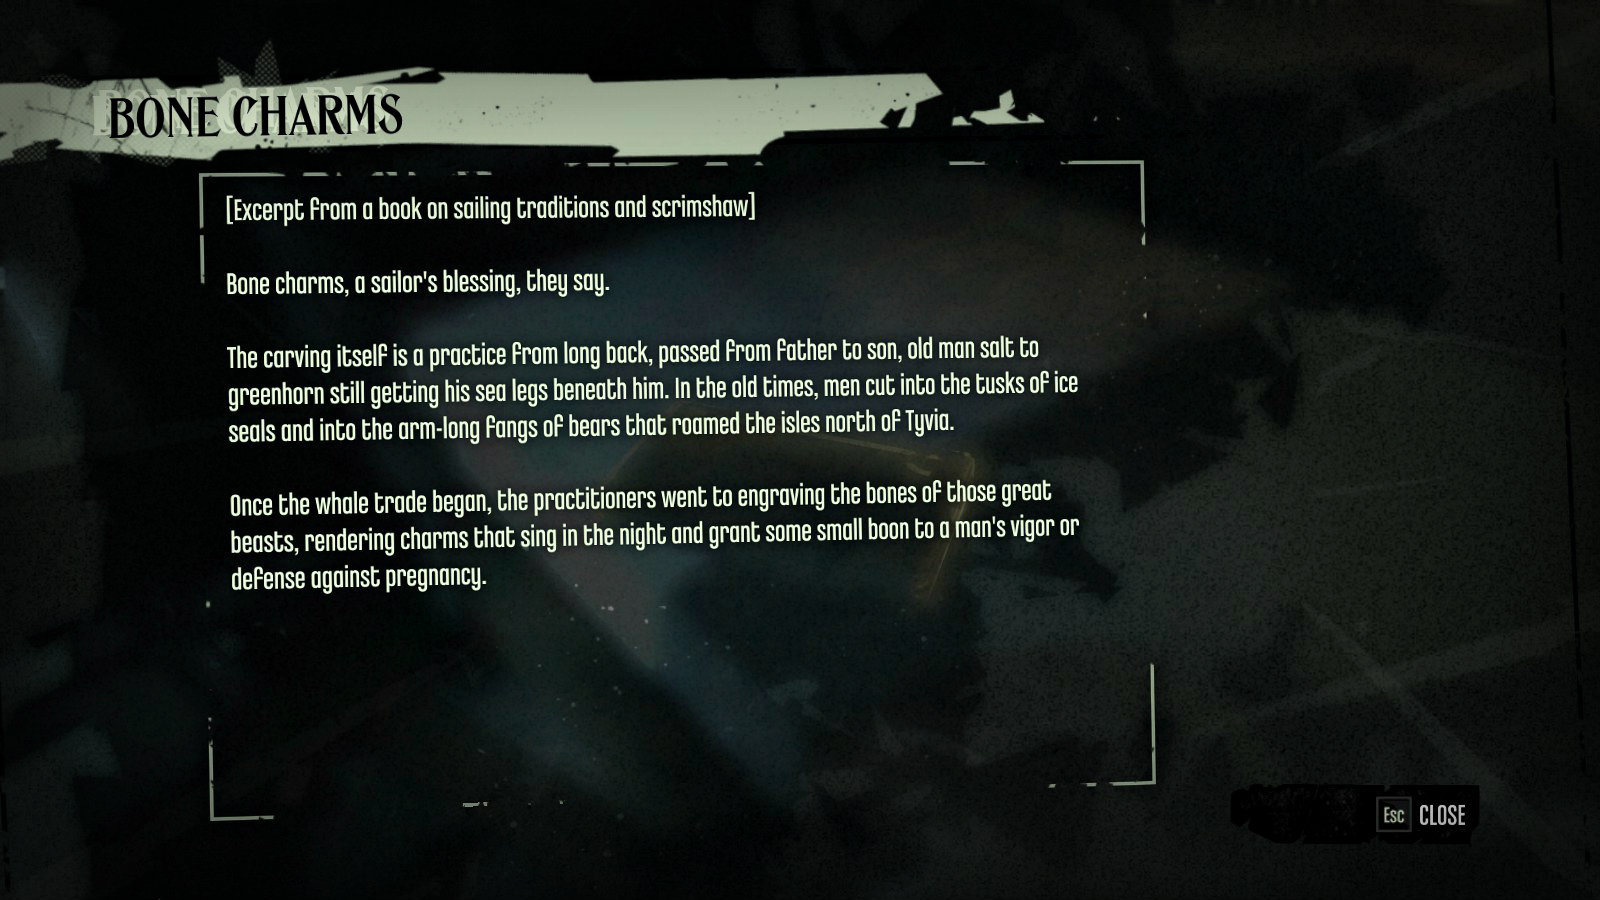 BONE CHARMS
[Excerpt from a book on sailing traditions and scrimshaw]
Bone charms, a sailor's blessing, they say.
The carving itself is a practice from long back, passed from father to son, old man salt to
greenhorn still getting his sea legs beneath him. In the old times, men cut into the tusks of ice
seals and into the arm-long fangs of bears that roamed the isles north of Tyvia.
Once the whale trade began, the practitioners went to engraving the bones of those great
beasts, rendering charms that sing in the night and grant some small boon to a man's vigor or
defense against pregnancy.
Esc CLOSE